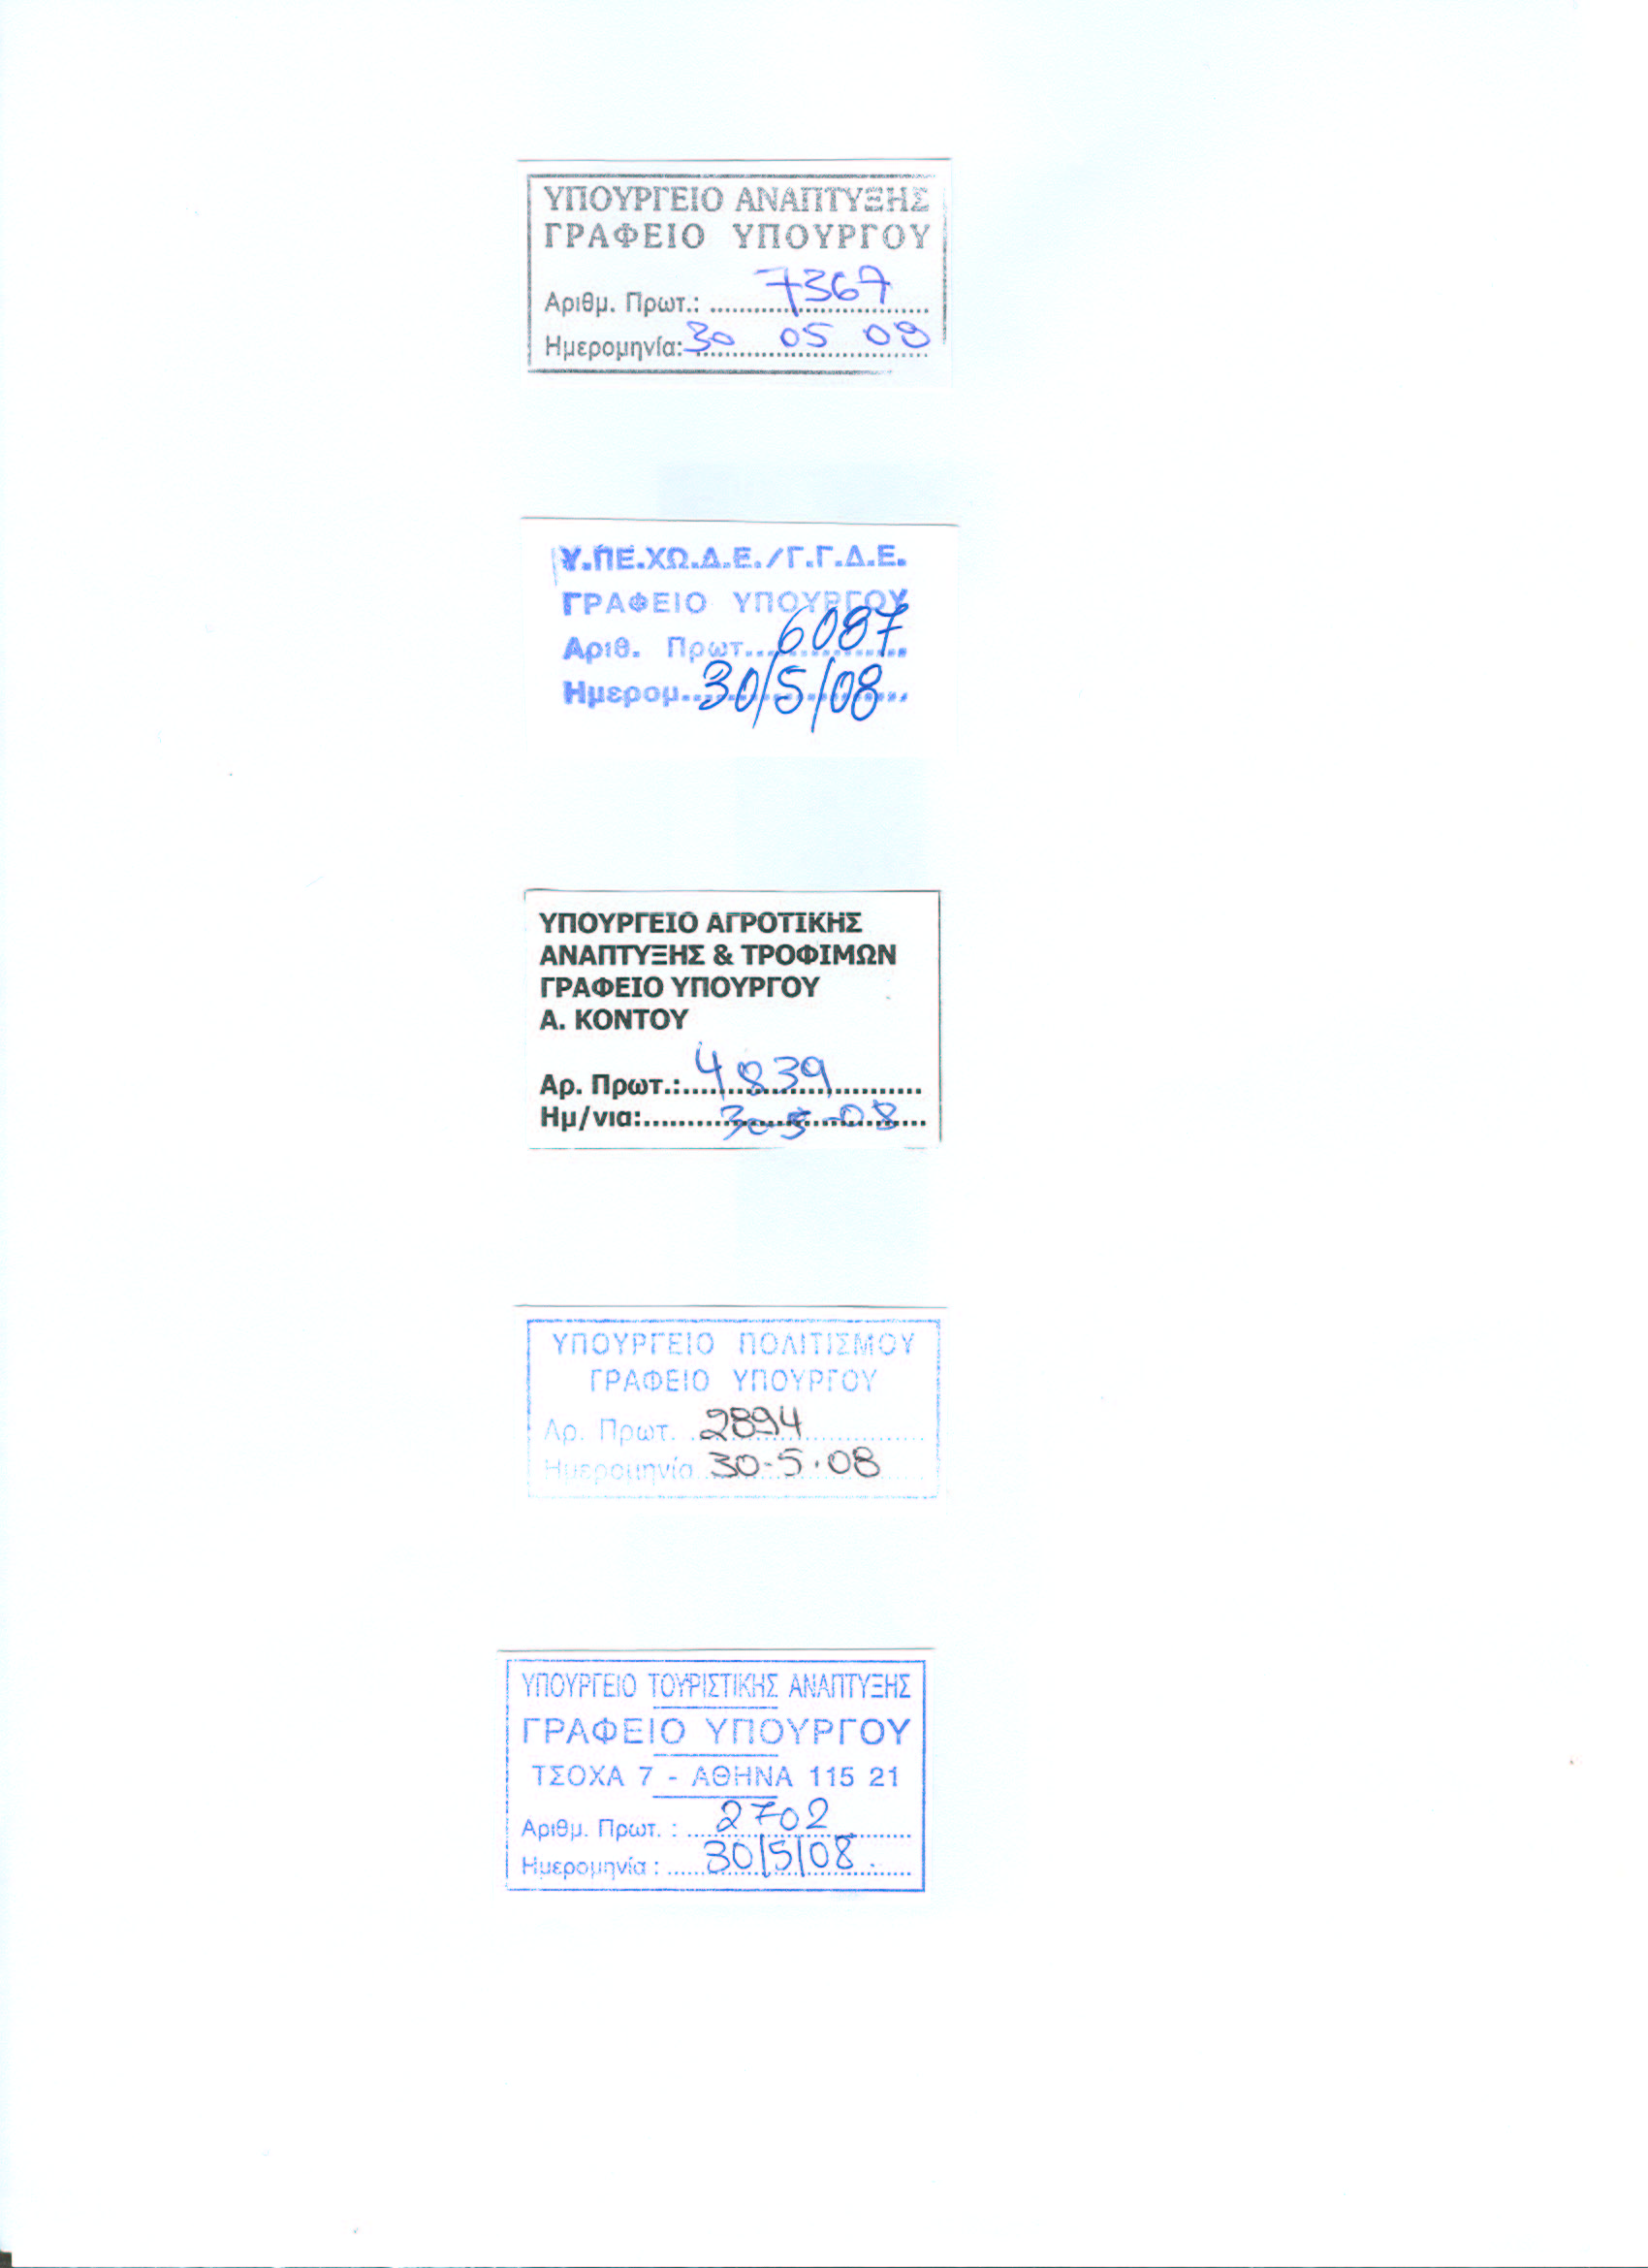 ΥΠΟΥΡΓΕΙΟ ΑΝΑΠΤΥΞΗΣ
ΓΡΑΦΕΙΟ ΥΠΟΥΡΓΟΥ
Αριθμ. Πρωτ.: 7367
Ημερομηνία: 30 05 08
Υ.ΠΕ.ΧΩ.Δ.Ε./Γ.Γ.Δ.Ε.
ΓΡΑΦΕΙΟ ΥΠΟΥΡΓΟΥ
Αριθ. Πρωτ. 6087
Ημερομ. 30/5/08
ΥΠΟΥΡΓΕΙΟ ΑΓΡΟΤΙΚΗΣ
ΑΝΑΠΤΥΞΗΣ & ΤΡΟΦΙΜΩΝ
ΓΡΑΦΕΙΟ ΥΠΟΥΡΓΟΥ
Α. ΚΟΝΤΟΥ
Αρ. Πρωτ.: 4839
Ημ/νια: 30-5-08
ΥΠΟΥΡΓΕΙΟ ΠΟΛΙΤΙΣΜΟΥ
ΓΡΑΦΕΙΟ ΥΠΟΥΡΓΟΥ
Αρ. Πρωτ. 2894
Ημερομηνία 30-5.08
ΥΠΟΥΡΓΕΙΟ ΤΟΥΡΙΣΤΙΚΗΣ ΑΝΑΠΤΥΞΗΣ
ΓΡΑΦΕΙΟ ΥΠΟΥΡΓΟΥ
ΤΣΟΧΑ 7 - ΑΘΗΝΑ 115 21
Αριθμ. Πρωτ. : 2702
Ημερομηνία : 30/5/08.